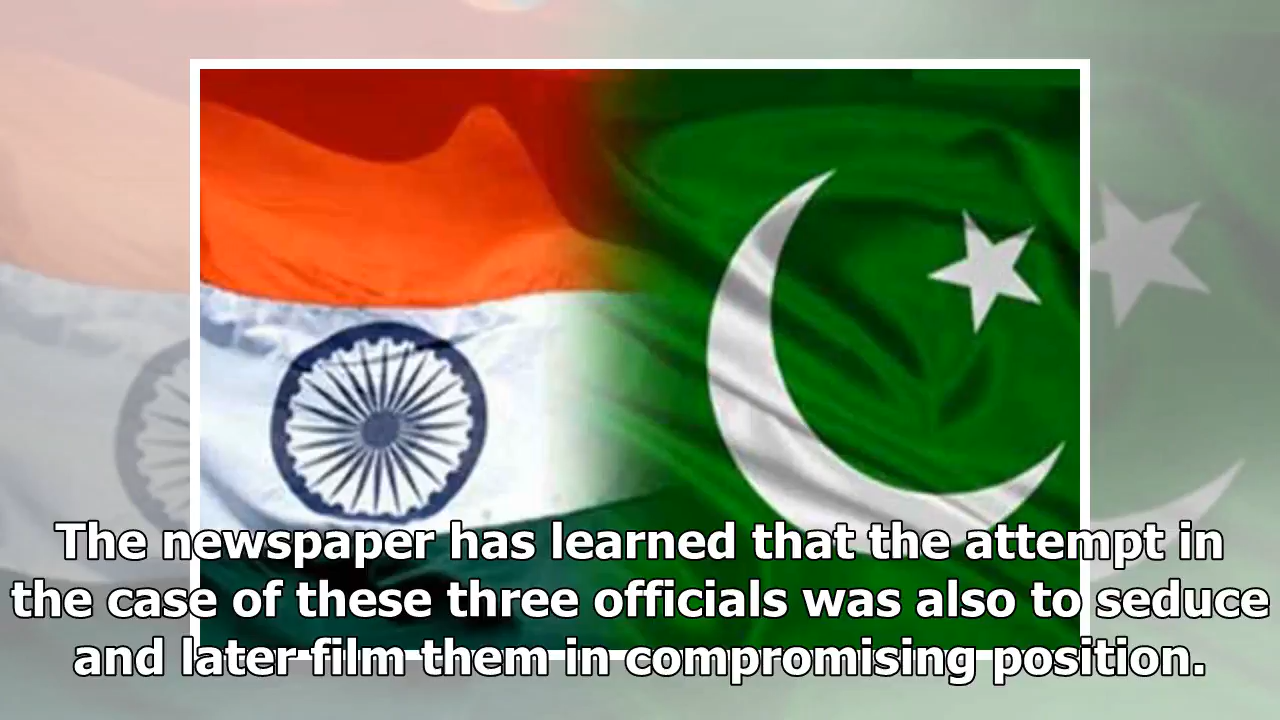 The newspaper has learned that the attempt in
the case of these three officials was also to seduce
and later film them in compromising position.